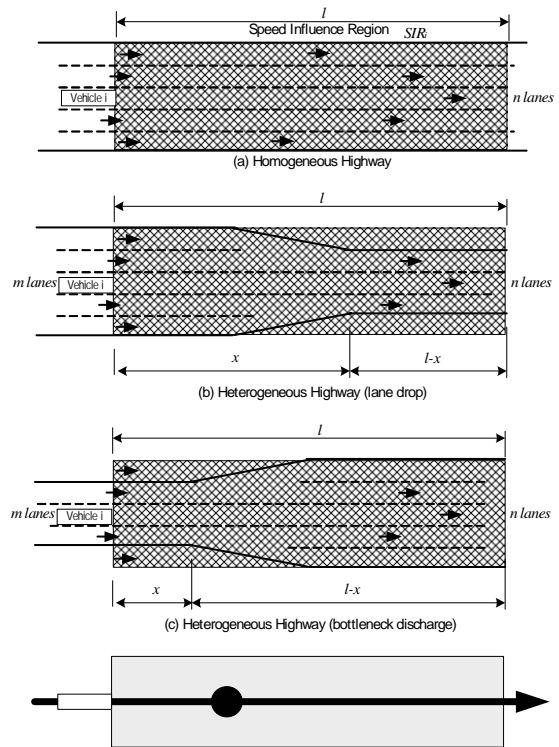 l
Speed Influence Region SIRi
Vehicle i
n lanes
(a) Homogeneous Highway
l
m lanes
Vehicle i
n lanes
x
l-x
(b) Heterogeneous Highway (lane drop)
l
m lanes
Vehicle i
n lanes
x
l-x
(c) Heterogeneous Highway (bottleneck discharge)